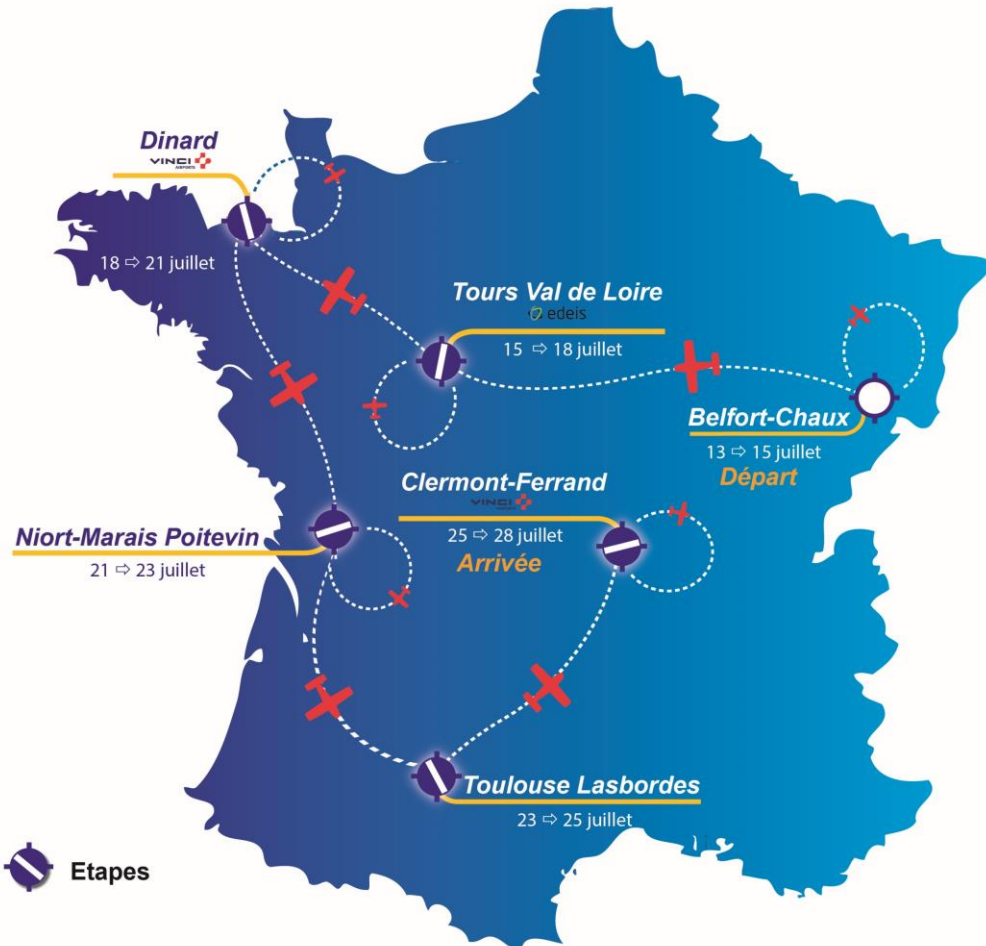 Dinard
VINCI
AIRPORTS
18 ⇨ 21 juillet
Tours Val de Loire
edeis
15 ⇨ 18 juillet
Belfort-Chaux
13 ⇨ 15 juillet
Départ
Clermont-Ferrand
VINCI
AIRPORTS
25 ⇨ 28 juillet
Arrivée
Niort-Marais Poitevin
21 ⇨ 23 juillet
Toulouse Lasbordes
23 ⇨ 25 juillet
Etapes